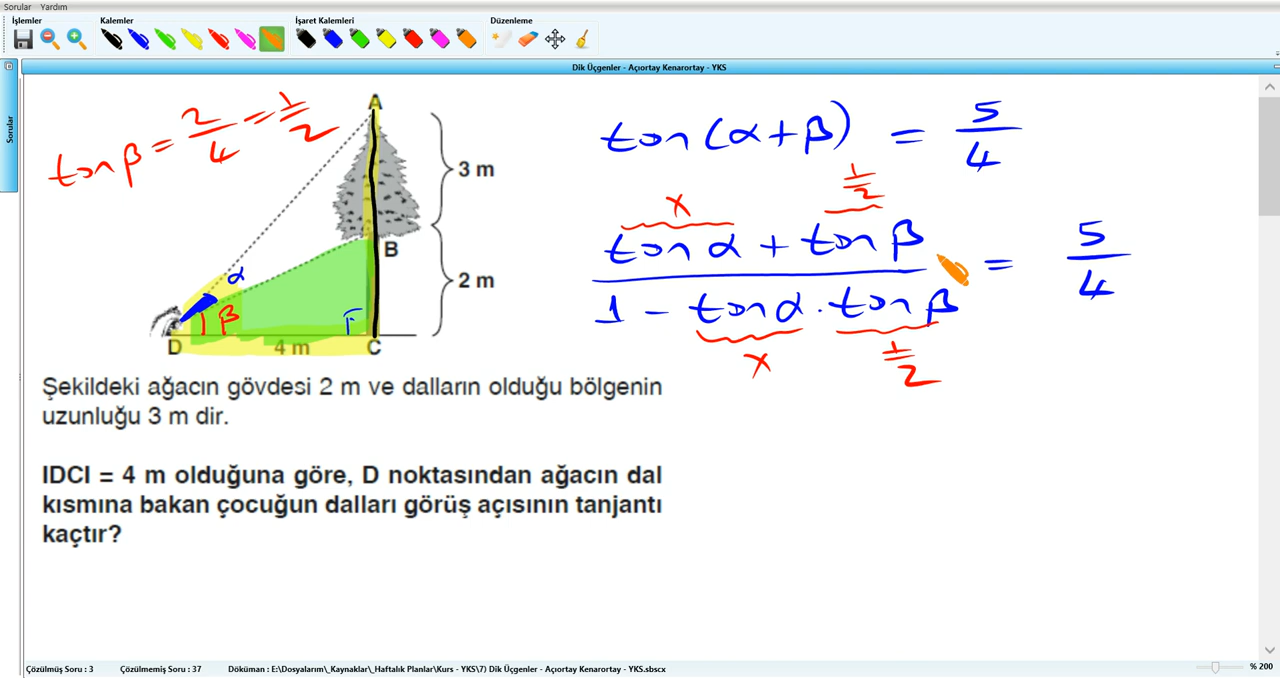 Sorular Yardım
İşlemler Kalemler İşaret Kalemleri Düzenleme
Dik Üçgenler - Açıortay Kenarortay - YKS
Sorular
tan β = 2/4 = 1/2
A
3 m
B
2 m
α
β
D
4 m
C
tan(α+β) = 5/4
x 1/2
tan α + tan β
1 - tan α . tan β
= 5/4
x 1/2
Şekildeki ağacın gövdesi 2 m ve dalların olduğu bölgenin
uzunluğu 3 m dir.
IDCI = 4 m olduğuna göre, D noktasından ağacın dal
kısmına bakan çocuğun dalları görüş açısının tanjantı
kaçtır?
Çözülmüş Soru : 3 Çözülmemiş Soru : 37 Döküman : E:\Dosyalarım\_Kaynaklar\_Haftalık Planlar\Kurs - YKS\7) Dik Üçgenler - Açıortay Kenarortay - YKS.sbscx % 200